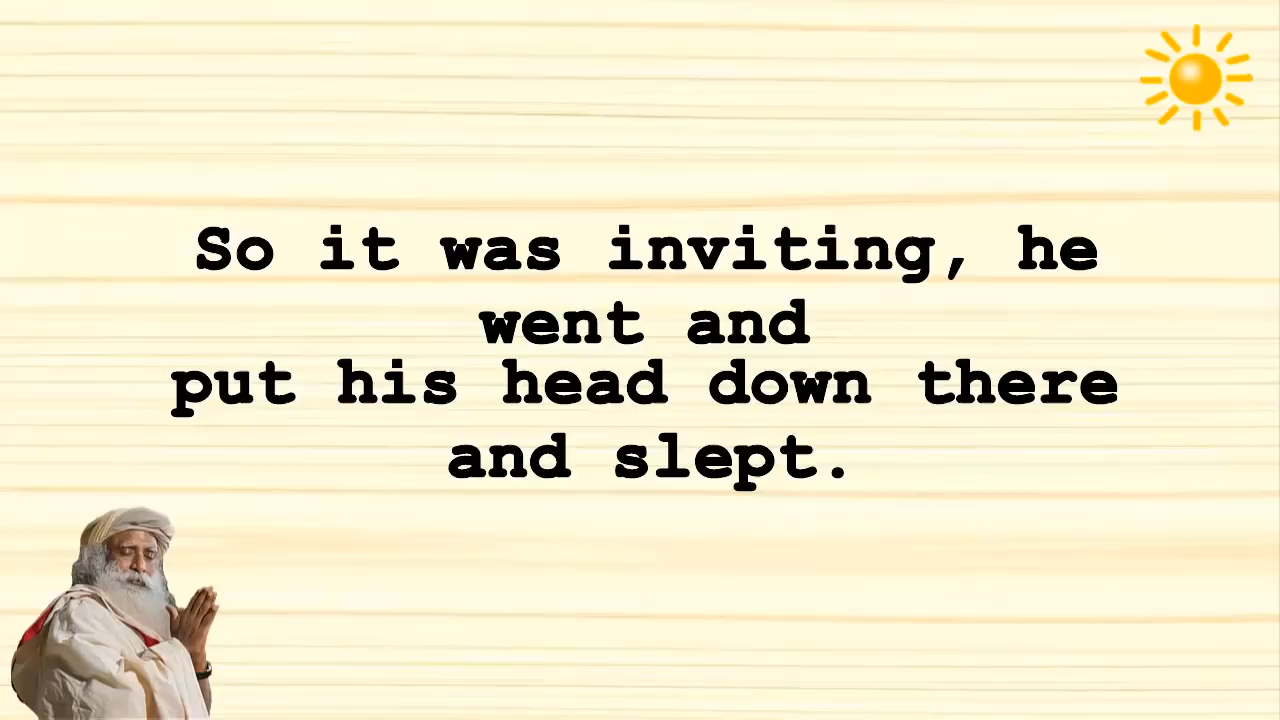 So it was inviting, he
went and
put his head down there
and slept.